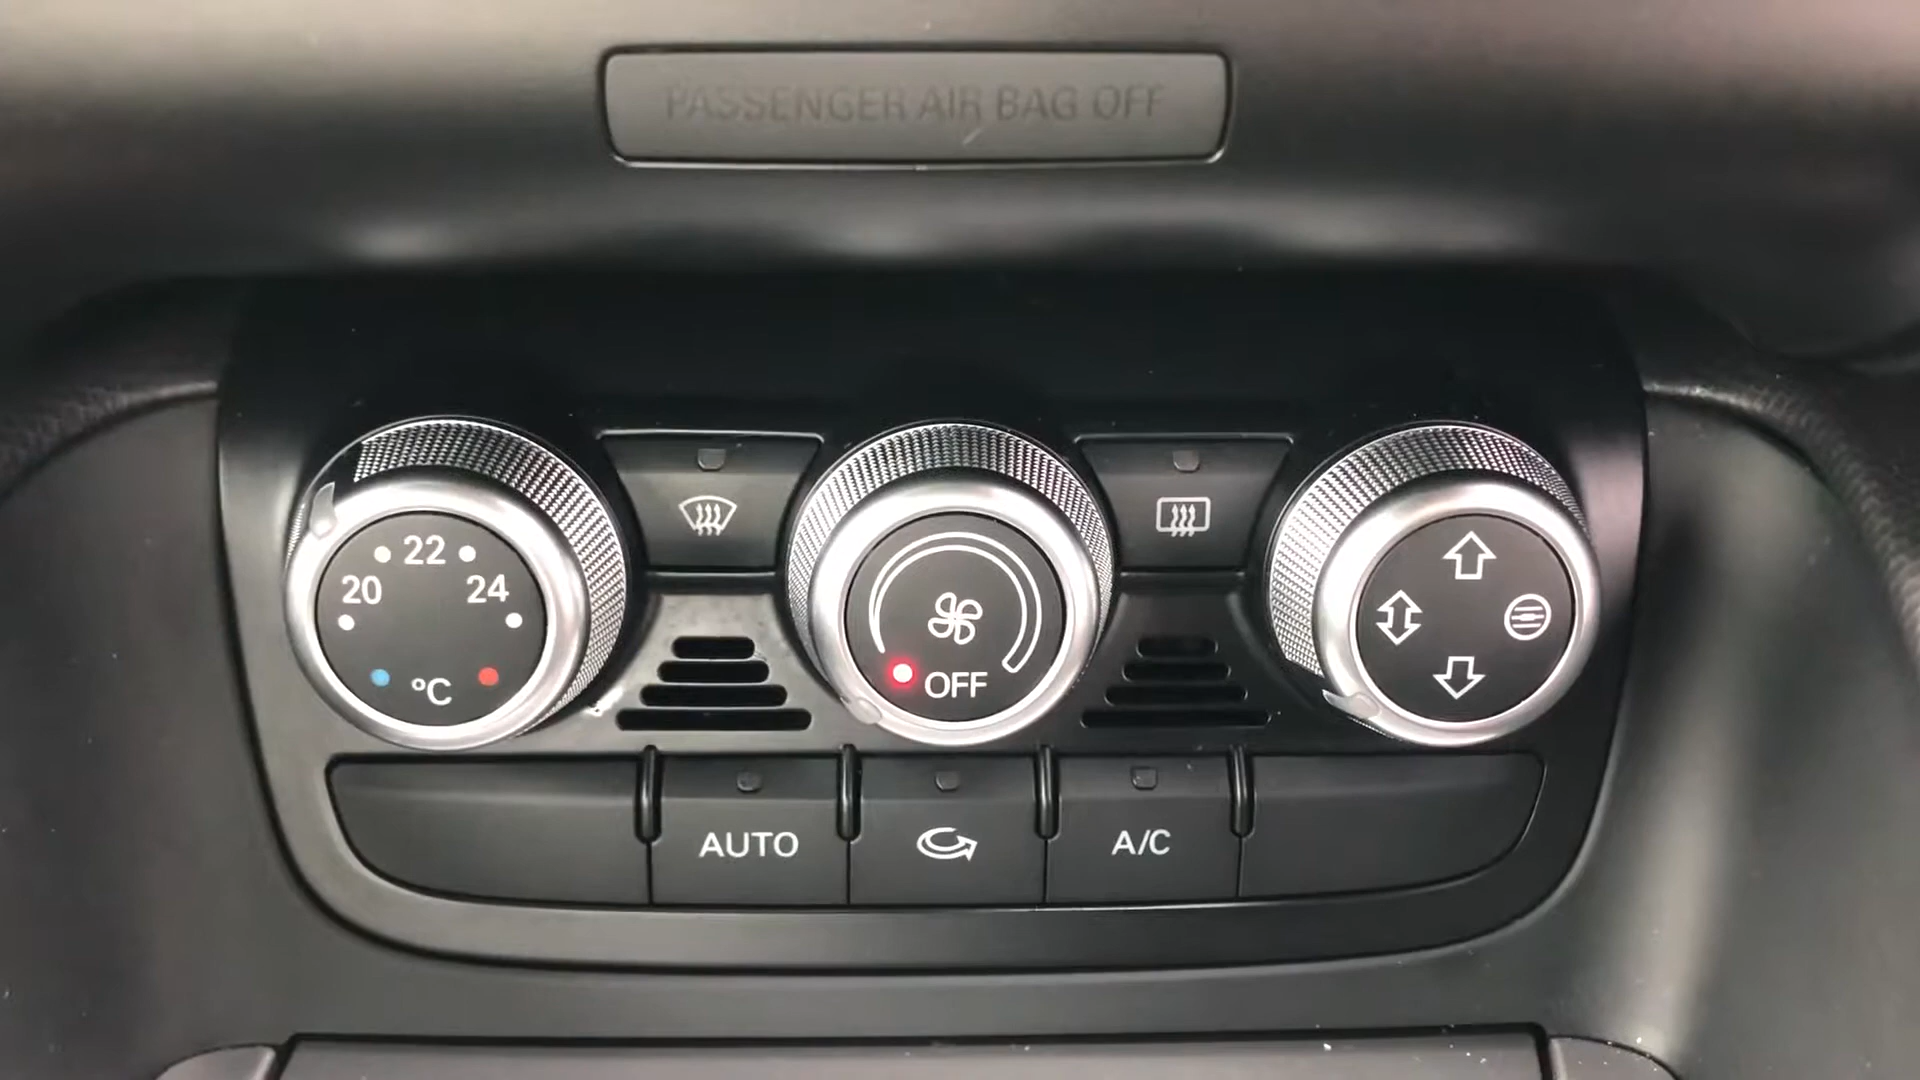 PASSENGER AIR BAG OFF
22
20 24
°C
OFF
AUTO A/C